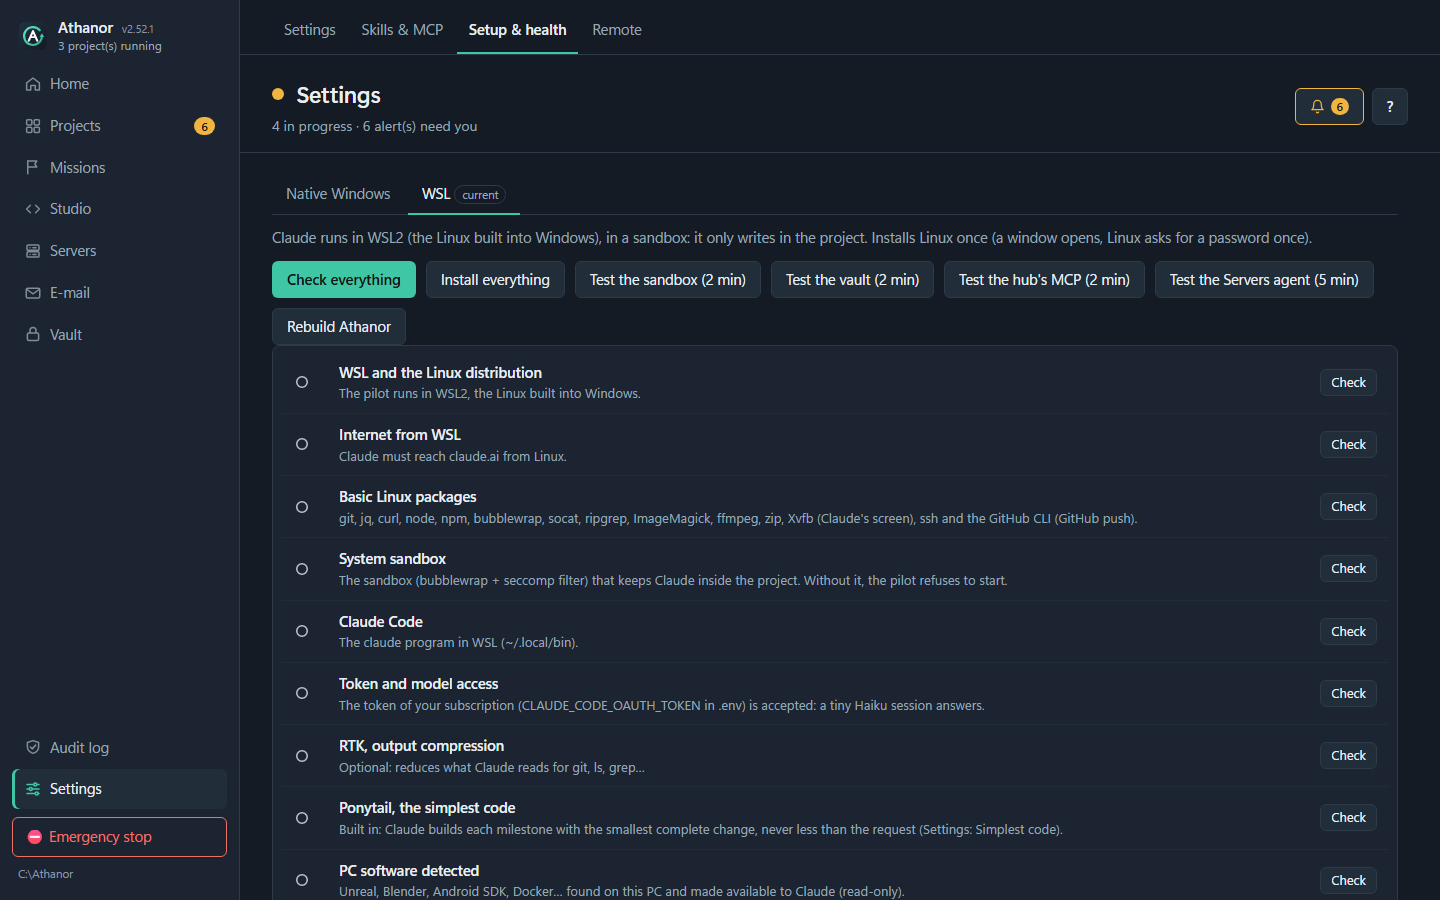 Athanor v2.52.1
3 project(s) running
Home
Projects 6
Missions
Studio
Servers
E-mail
Vault
Audit log
Settings
Emergency stop
C:\Athanor
Settings Skills & MCP Setup & health Remote
Settings
4 in progress · 6 alert(s) need you
6 ?
Native Windows WSL current
Claude runs in WSL2 (the Linux built into Windows), in a sandbox: it only writes in the project. Installs Linux once (a window opens, Linux asks for a password once).
Check everything Install everything Test the sandbox (2 min) Test the vault (2 min) Test the hub's MCP (2 min) Test the Servers agent (5 min)
Rebuild Athanor
WSL and the Linux distribution
The pilot runs in WSL2, the Linux built into Windows.
Check
Internet from WSL
Claude must reach claude.ai from Linux.
Check
Basic Linux packages
git, jq, curl, node, npm, bubblewrap, socat, ripgrep, ImageMagick, ffmpeg, zip, Xvfb (Claude's screen), ssh and the GitHub CLI (GitHub push).
Check
System sandbox
The sandbox (bubblewrap + seccomp filter) that keeps Claude inside the project. Without it, the pilot refuses to start.
Check
Claude Code
The claude program in WSL (~/.local/bin).
Check
Token and model access
The token of your subscription (CLAUDE_CODE_OAUTH_TOKEN in .env) is accepted: a tiny Haiku session answers.
Check
RTK, output compression
Optional: reduces what Claude reads for git, ls, grep...
Check
Ponytail, the simplest code
Built in: Claude builds each milestone with the smallest complete change, never less than the request (Settings: Simplest code).
Check
PC software detected
Unreal, Blender, Android SDK, Docker... found on this PC and made available to Claude (read-only).
Check